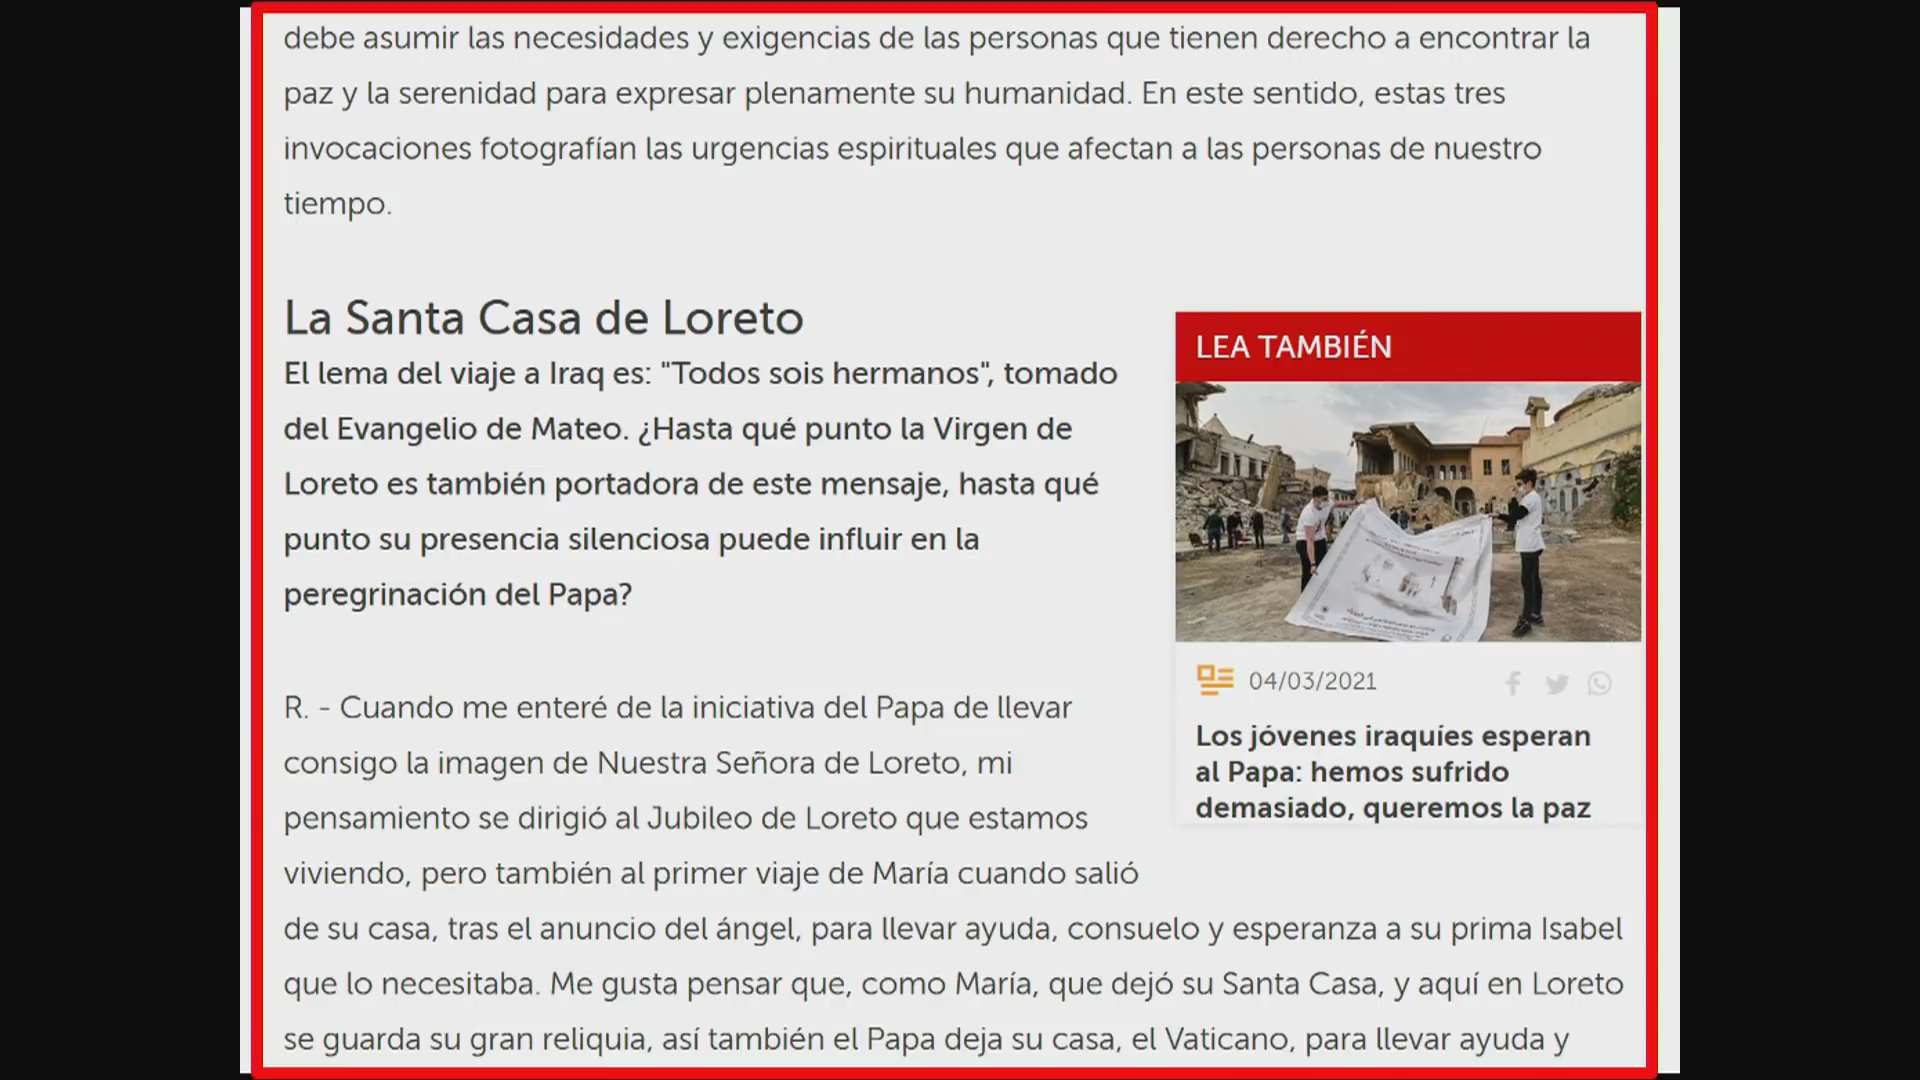 debe asumir las necesidades y exigencias de las personas que tienen derecho a encontrar la
paz y la serenidad para expresar plenamente su humanidad. En este sentido, estas tres
invocaciones fotografían las urgencias espirituales que afectan a las personas de nuestro
tiempo.
La Santa Casa de Loreto
El lema del viaje a Iraq es: "Todos sois hermanos", tomado
del Evangelio de Mateo. ¿Hasta qué punto la Virgen de
Loreto es también portadora de este mensaje, hasta qué
punto su presencia silenciosa puede influir en la
peregrinación del Papa?
R. - Cuando me enteré de la iniciativa del Papa de llevar
consigo la imagen de Nuestra Señora de Loreto, mi
pensamiento se dirigió al Jubileo de Loreto que estamos
viviendo, pero también al primer viaje de María cuando salió
de su casa, tras el anuncio del ángel, para llevar ayuda, consuelo y esperanza a su prima Isabel
que lo necesitaba. Me gusta pensar que, como María, que dejó su Santa Casa, y aquí en Loreto
se guarda su gran reliquia, así también el Papa deja su casa, el Vaticano, para llevar ayuda y
LEA TAMBIÉN
04/03/2021
Los jóvenes iraquíes esperan
al Papa: hemos sufrido
demasiado, queremos la paz